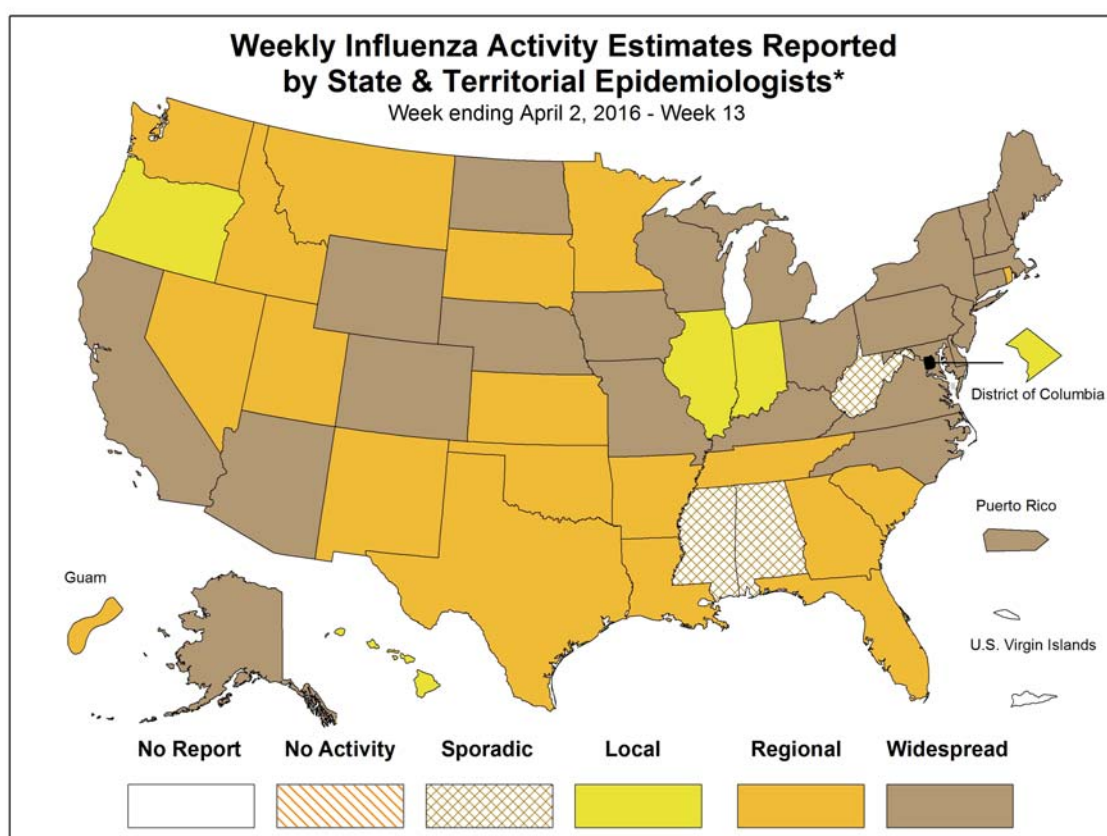 Weekly Influenza Activity Estimates Reported
by State & Territorial Epidemiologists*
Week ending April 2, 2016 - Week 13
District of Columbia
Puerto Rico
Guam
U.S. Virgin Islands
No Report
No Activity
Sporadic
Local
Regional
Widespread